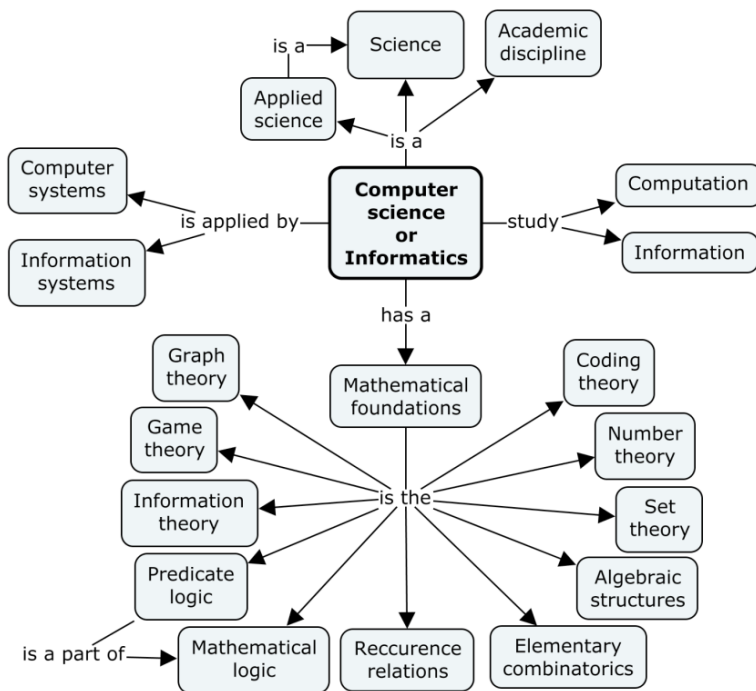 is a
Science
Academic
discipline
Applied
science
is a
Computer
systems
Information
systems
is applied by
Computer
science
or
Informatics
study
Computation
Information
has a
Mathematical
foundations
Graph
theory
Game
theory
Information
theory
Predicate
logic
is a part of
Mathematical
logic
is the
Reccurence
relations
Elementary
combinatorics
Coding
theory
Number
theory
Set
theory
Algebraic
structures